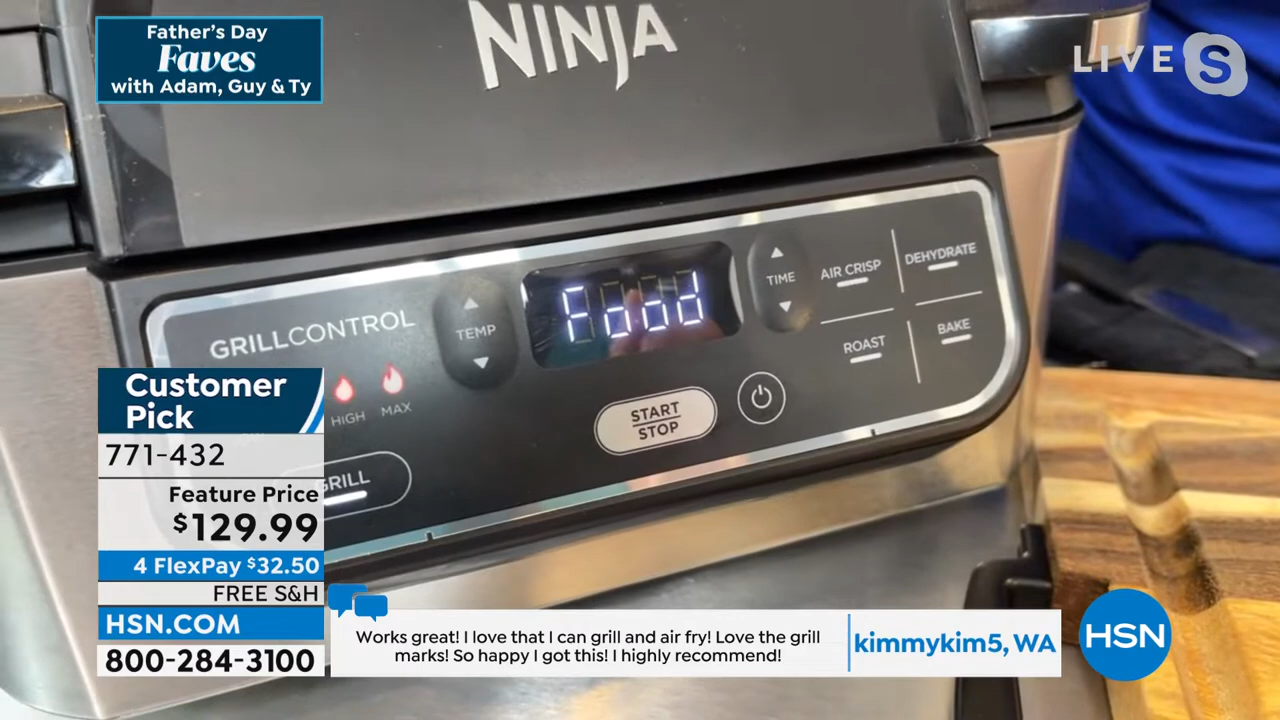 Father's Day
Faves
with Adam, Guy & Ty
LIVE S
NINJA
GRILLCONTROL
TEMP
Food
TIME
AIR CRISP
DEHYDRATE
ROAST
BAKE
HIGH
MAX
START
STOP
GRILL
Customer
Pick
771-432
Feature Price
$129.99
4 FlexPay $32.50
FREE S&H
HSN.COM
800-284-3100
Works great! I love that I can grill and air fry! Love the grill
marks! So happy I got this! I highly recommend!
kimmykim5, WA
HSN